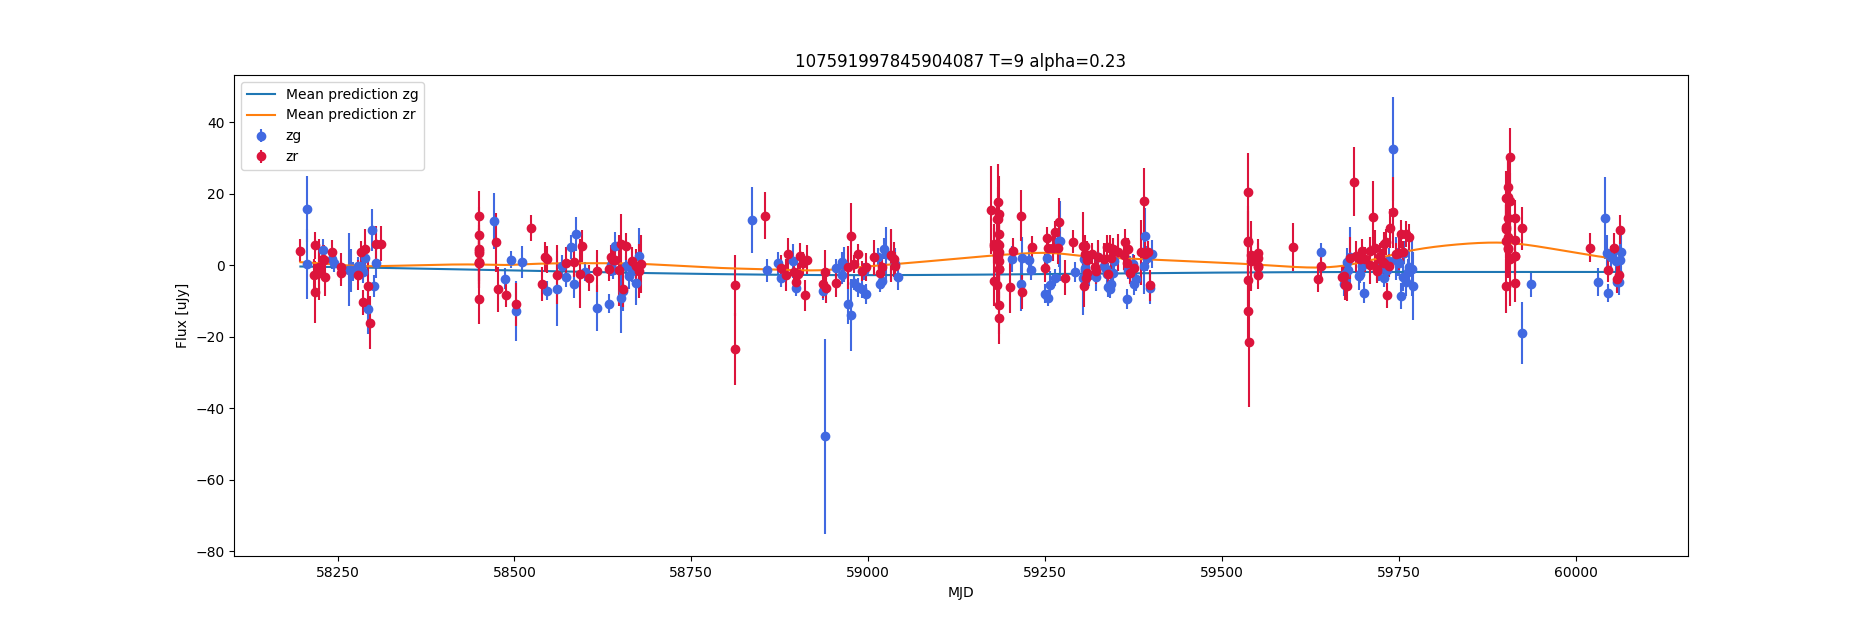 107591997845904087 T=9 alpha=0.23
Mean prediction zg
Mean prediction zr
zg
zr
Flux [uJy]
40
20
0
−20
−40
−60
−80
58250 58500 58750 59000 59250 59500 59750 60000
MJD